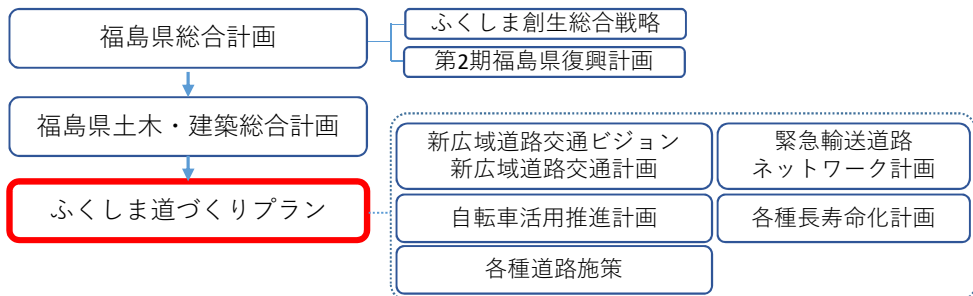 福島県総合計画
ふくしま創生総合戦略
第2期福島県復興計画
福島県土木・建築総合計画
ふくしま道づくりプラン
新広域道路交通ビジョン
新広域道路交通計画
緊急輸送道路
ネットワーク計画
自転車活用推進計画
各種長寿命化計画
各種道路施策